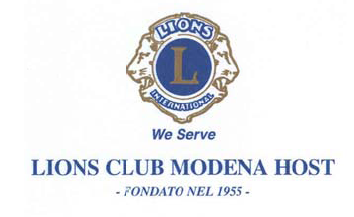 LIONS
L
INTERNATIONAL
We Serve
LIONS CLUB MODENA HOST
- FONDATO NEL 1955 -